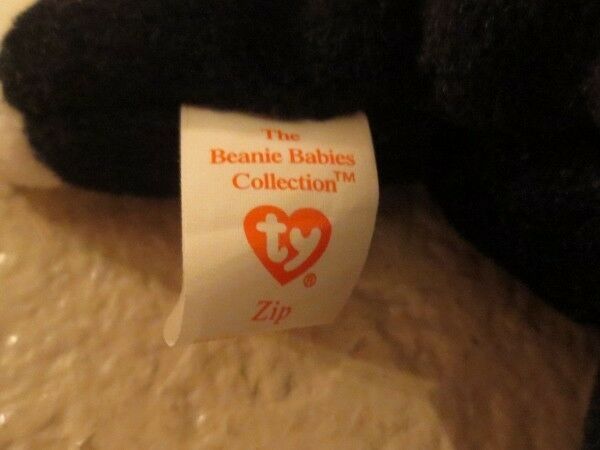 The
Beanie Babies
Collection™
ty®
Zip